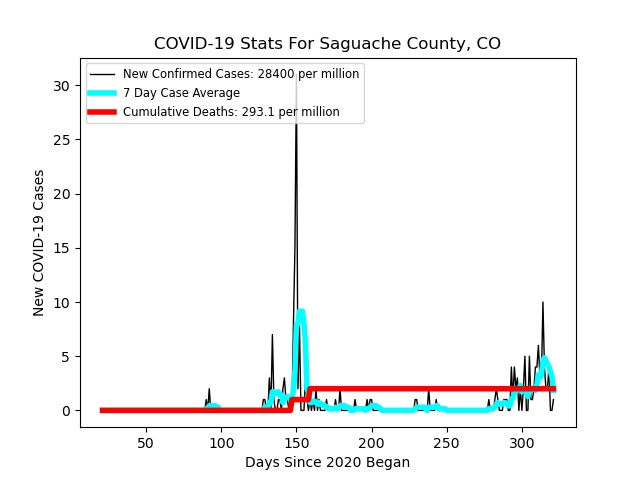 COVID-19 Stats For Saguache County, CO
New Confirmed Cases: 28400 per million
7 Day Case Average
Cumulative Deaths: 293.1 per million
New COVID-19 Cases
30
25
20
15
10
5
0
50 100 150 200 250 300
Days Since 2020 Began